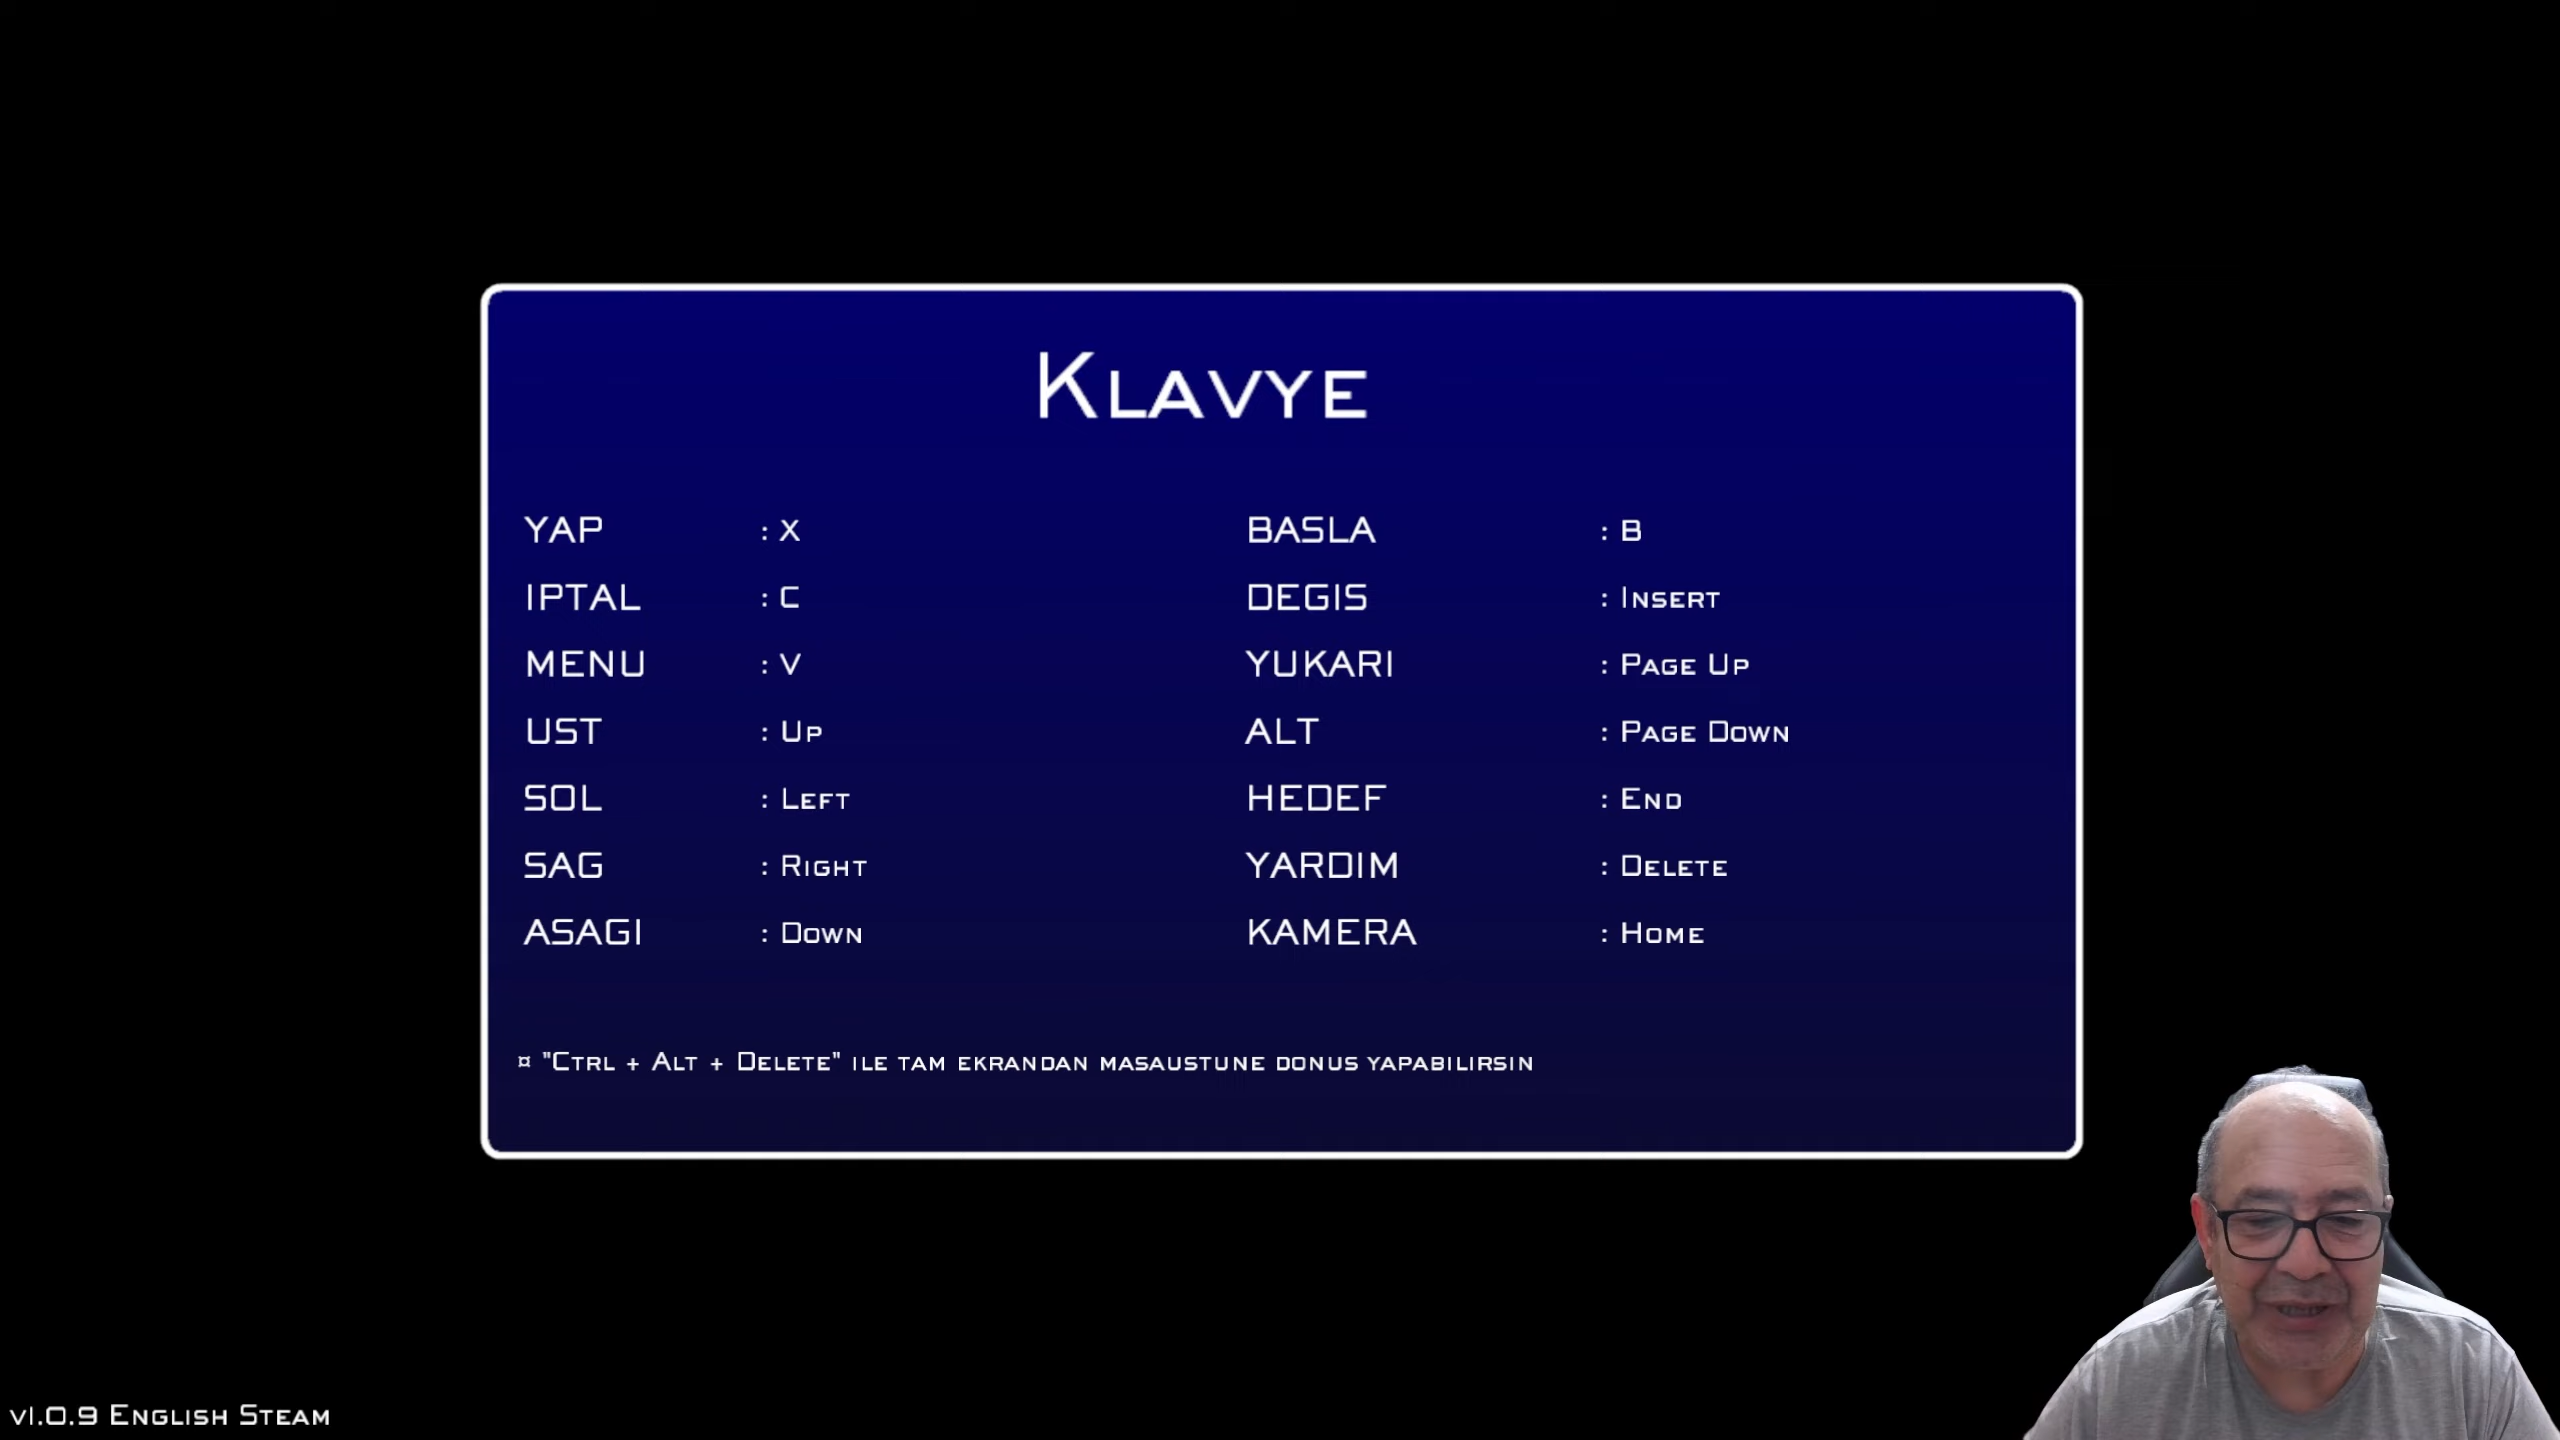 Klavye
YAP : X
IPTAL : C
MENU : V
UST : Up
SOL : Left
SAG : Right
ASAGI : Down
BASLA : B
DEGIS : Insert
YUKARI : Page Up
ALT : Page Down
HEDEF : End
YARDIM : Delete
KAMERA : Home
¤ "Ctrl + Alt + Delete" ile tam ekrandan masaustune donus yapabilirsin
v1.0.9 English Steam